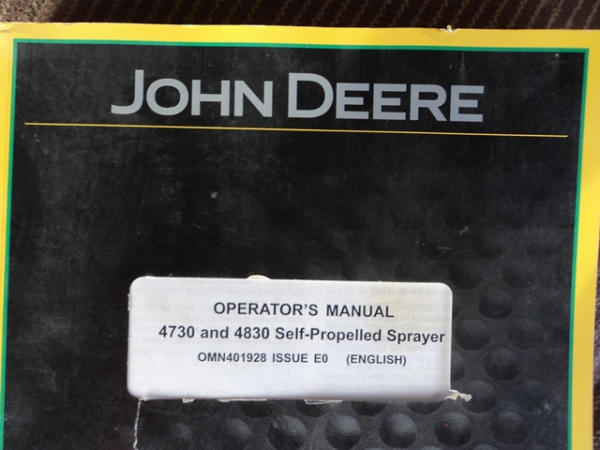 JOHN DEERE
OPERATOR'S MANUAL
4730 and 4830 Self-Propelled Sprayer
OMN401928 ISSUE E0 (ENGLISH)